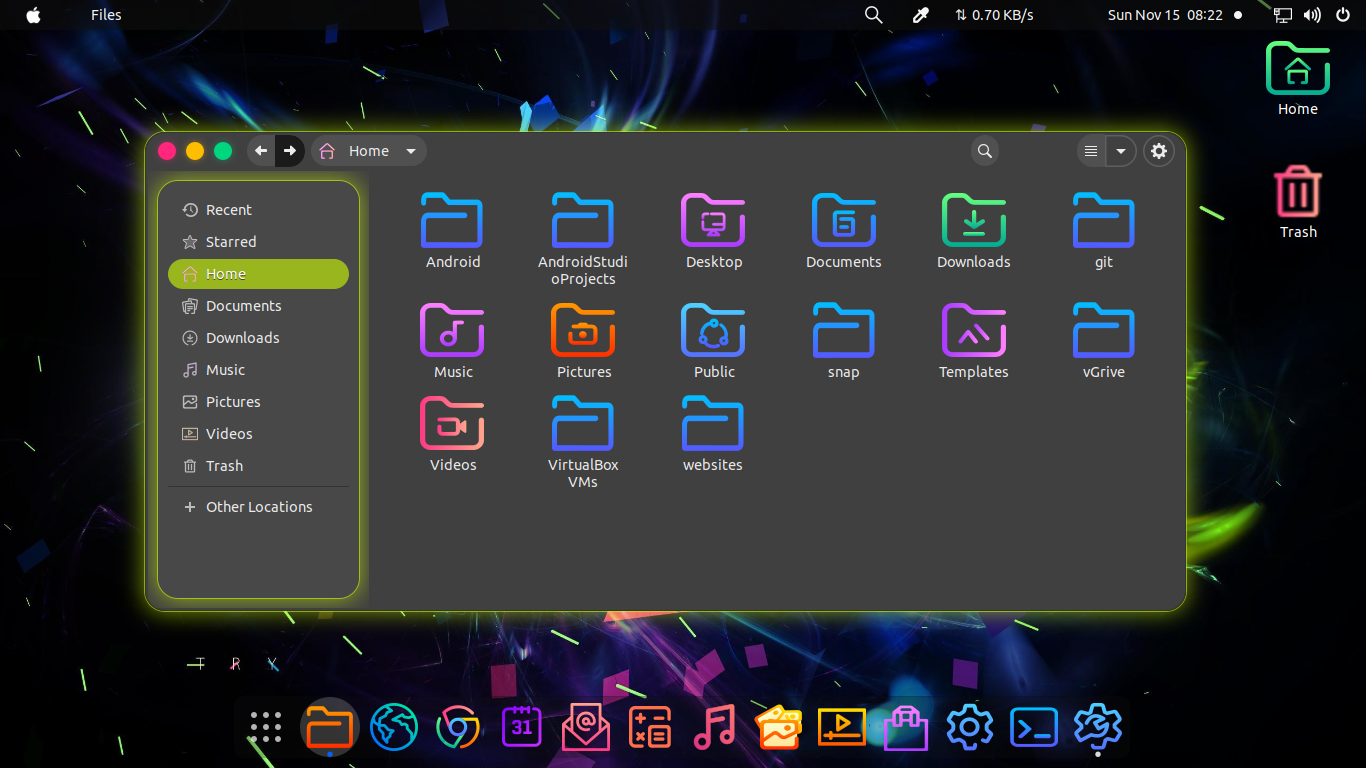 Files
0.70 KB/s
Sun Nov 15 08:22
Home
Trash
Home
Recent
Starred
Home
Documents
Downloads
Music
Pictures
Videos
Trash
+ Other Locations
Android
AndroidStudi
oProjects
Desktop
Documents
Downloads
git
Music
Pictures
Public
snap
Templates
vGrive
Videos
VirtualBox
VMs
websites
T R Y
31
@